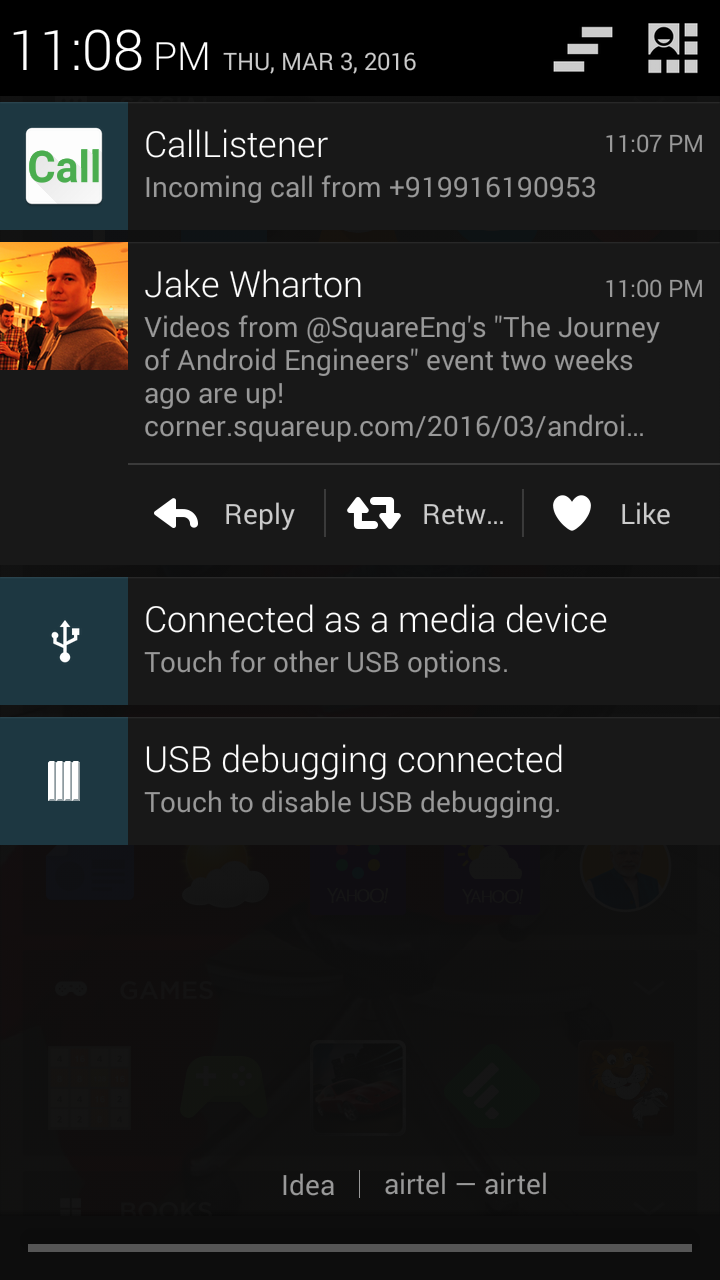 11:08 PM THU, MAR 3, 2016
Call
CallListener 11:07 PM
Incoming call from +919916190953
Jake Wharton 11:00 PM
Videos from @SquareEng's "The Journey
of Android Engineers" event two weeks
ago are up!
corner.squareup.com/2016/03/androi...
Reply Retw... Like
Connected as a media device
Touch for other USB options.
USB debugging connected
Touch to disable USB debugging.
YAHOO! YAHOO!
GAMES
Idea | airtel — airtel
BOOKS